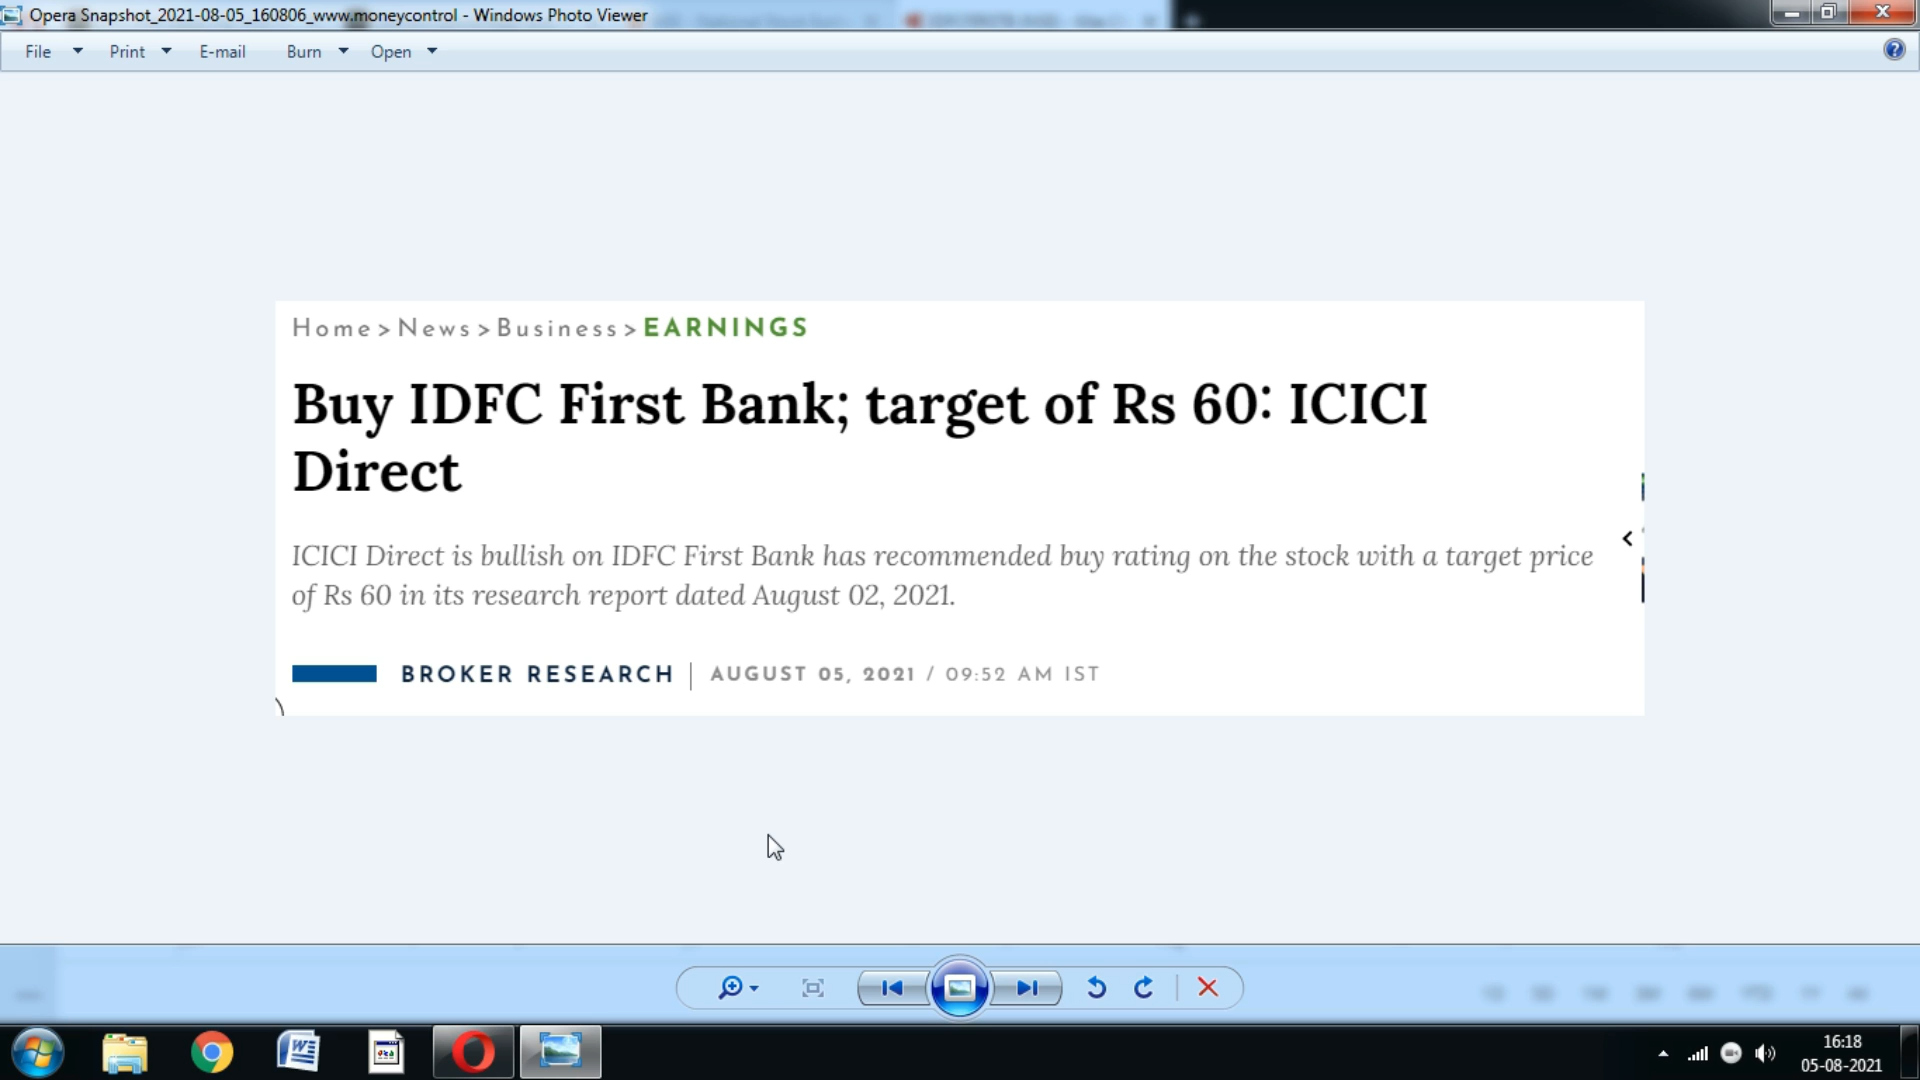 Opera Snapshot_2021-08-05_160806_www.moneycontrol - Windows Photo Viewer
File Print E-mail Burn Open
Home > News > Business > EARNINGS
Buy IDFC First Bank; target of Rs 60: ICICI
Direct
ICICI Direct is bullish on IDFC First Bank has recommended buy rating on the stock with a target price
of Rs 60 in its research report dated August 02, 2021.
BROKER RESEARCH | AUGUST 05, 2021 / 09:52 AM IST
16:18
05-08-2021